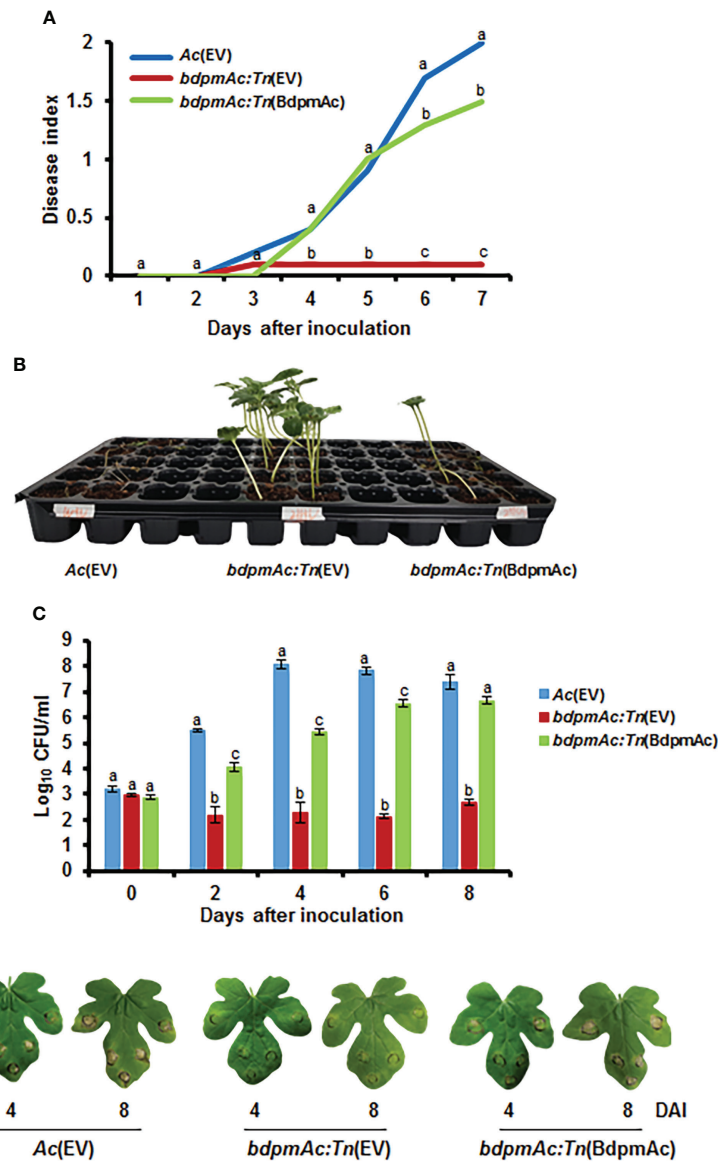 A
Disease index
2
1.5
1
0.5
0
Ac(EV)
bdpmAc:Tn(EV)
bdpmAc:Tn(BdpmAc)
a
a
a
a
b
a
b
a
c
b
a
c
b
1 2 3 4 5 6 7
Days after inoculation
B
Ac(EV) bdpmAc:Tn(EV) bdpmAc:Tn(BdpmAc)
C
Log10 CFU/ml
9
8
7
6
5
4
3
2
1
0
a a a
a b c
a b c
a b c
a b a
0 2 4 6 8
Days after inoculation
Ac(EV)
bdpmAc:Tn(EV)
bdpmAc:Tn(BdpmAc)
4 8 4 8 4 8 DAI
Ac(EV) bdpmAc:Tn(EV) bdpmAc:Tn(BdpmAc)